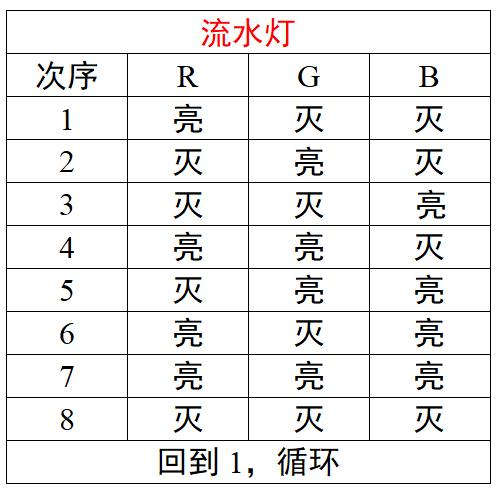 流水灯
次序 R G B
1 亮 灭 灭
2 灭 亮 灭
3 灭 灭 亮
4 亮 亮 灭
5 灭 亮 亮
6 亮 灭 亮
7 亮 亮 亮
8 灭 灭 灭
回到 1，循环